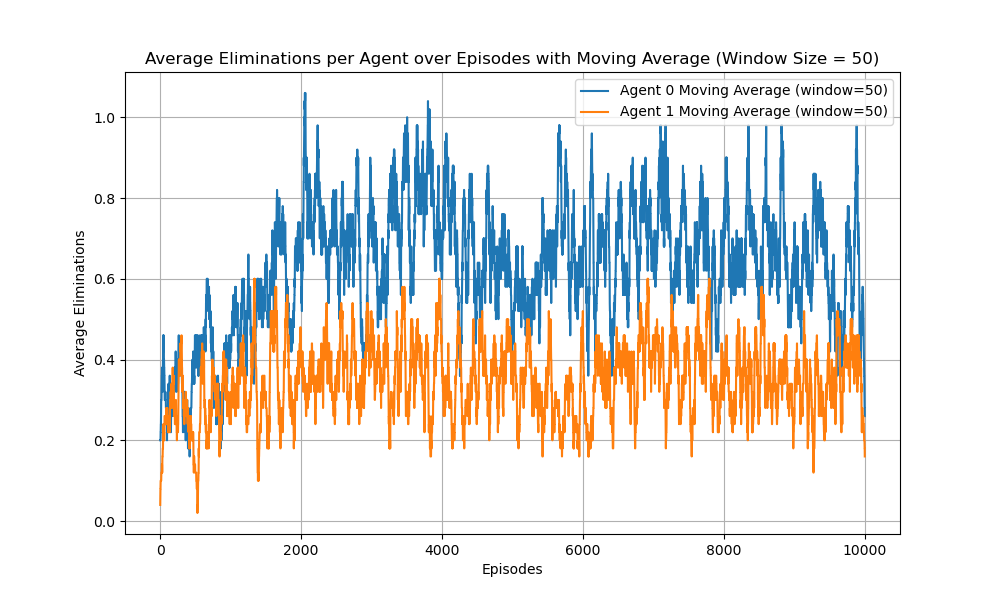 Average Eliminations per Agent over Episodes with Moving Average (Window Size = 50)
Agent 0 Moving Average (window=50)
Agent 1 Moving Average (window=50)
Average Eliminations
1.0
0.8
0.6
0.4
0.2
0.0
0 2000 4000 6000 8000 10000
Episodes